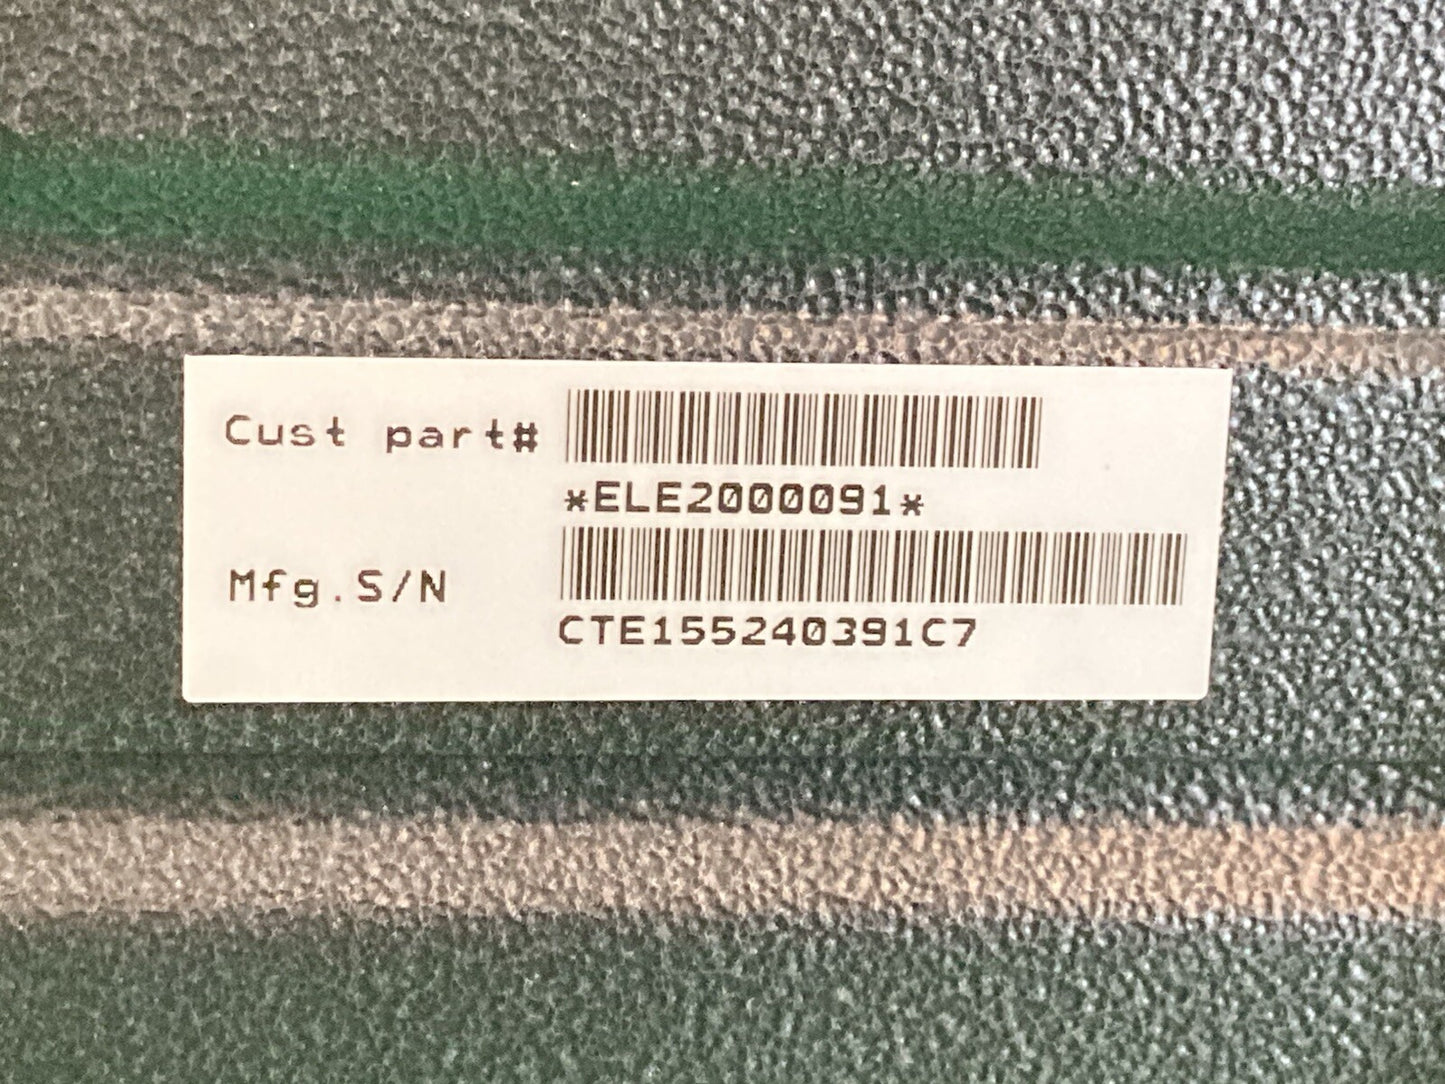 Cust part#
*ELE2000091*
Mfg.S/N
CTE155240391C7